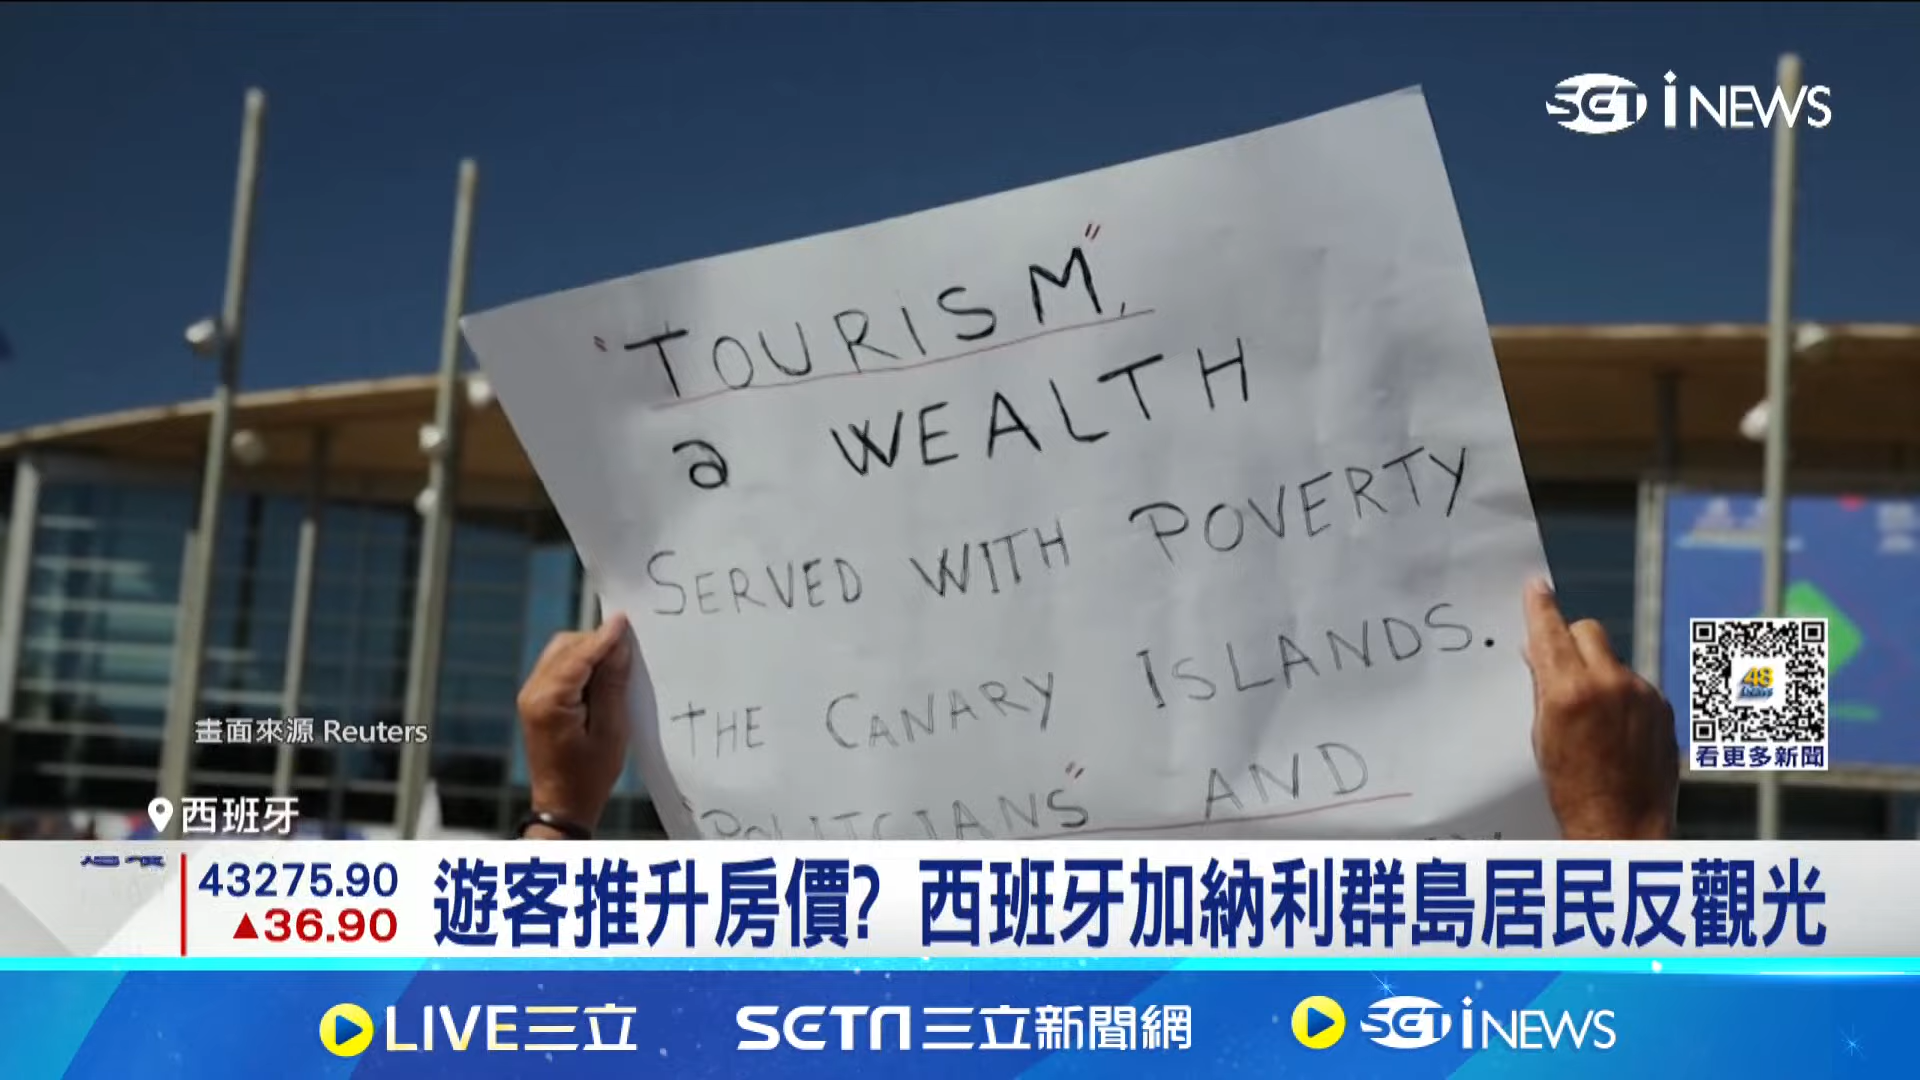 SET iNEWS
"TOURISM,"
a WEALTH
SERVED WITH POVERTY
THE CANARY ISLANDS.
"POLITCIANS" AND
48
看更多新聞
畫面來源 Reuters
西班牙
43275.90
▲36.90
遊客推升房價? 西班牙加納利群島居民反觀光
LIVE三立
SETN三立新聞網
SET iNEWS